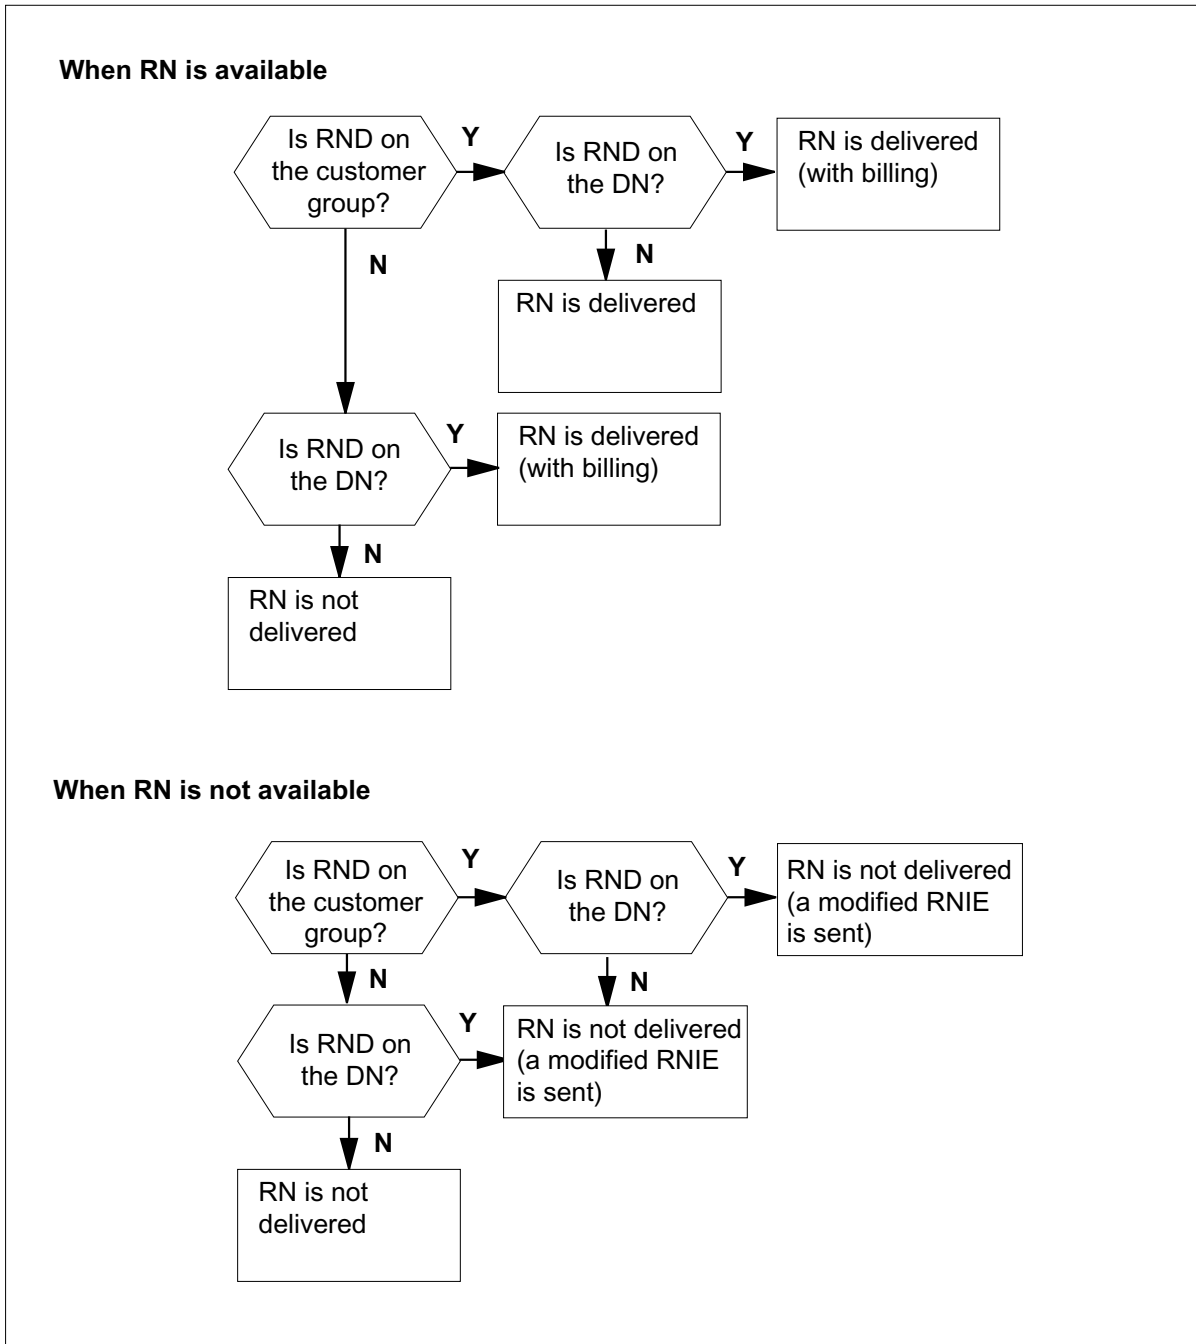 When RN is available
Is RND on
the customer
group?
Y
Is RND on
the DN?
Y
RN is delivered
(with billing)
N
N
RN is delivered
Is RND on
the DN?
Y
RN is delivered
(with billing)
N
RN is not
delivered
When RN is not available
Is RND on
the customer
group?
Y
Is RND on
the DN?
Y
RN is not delivered
(a modified RNIE
is sent)
N
N
Is RND on
the DN?
Y
RN is not delivered
(a modified RNIE
is sent)
N
RN is not
delivered